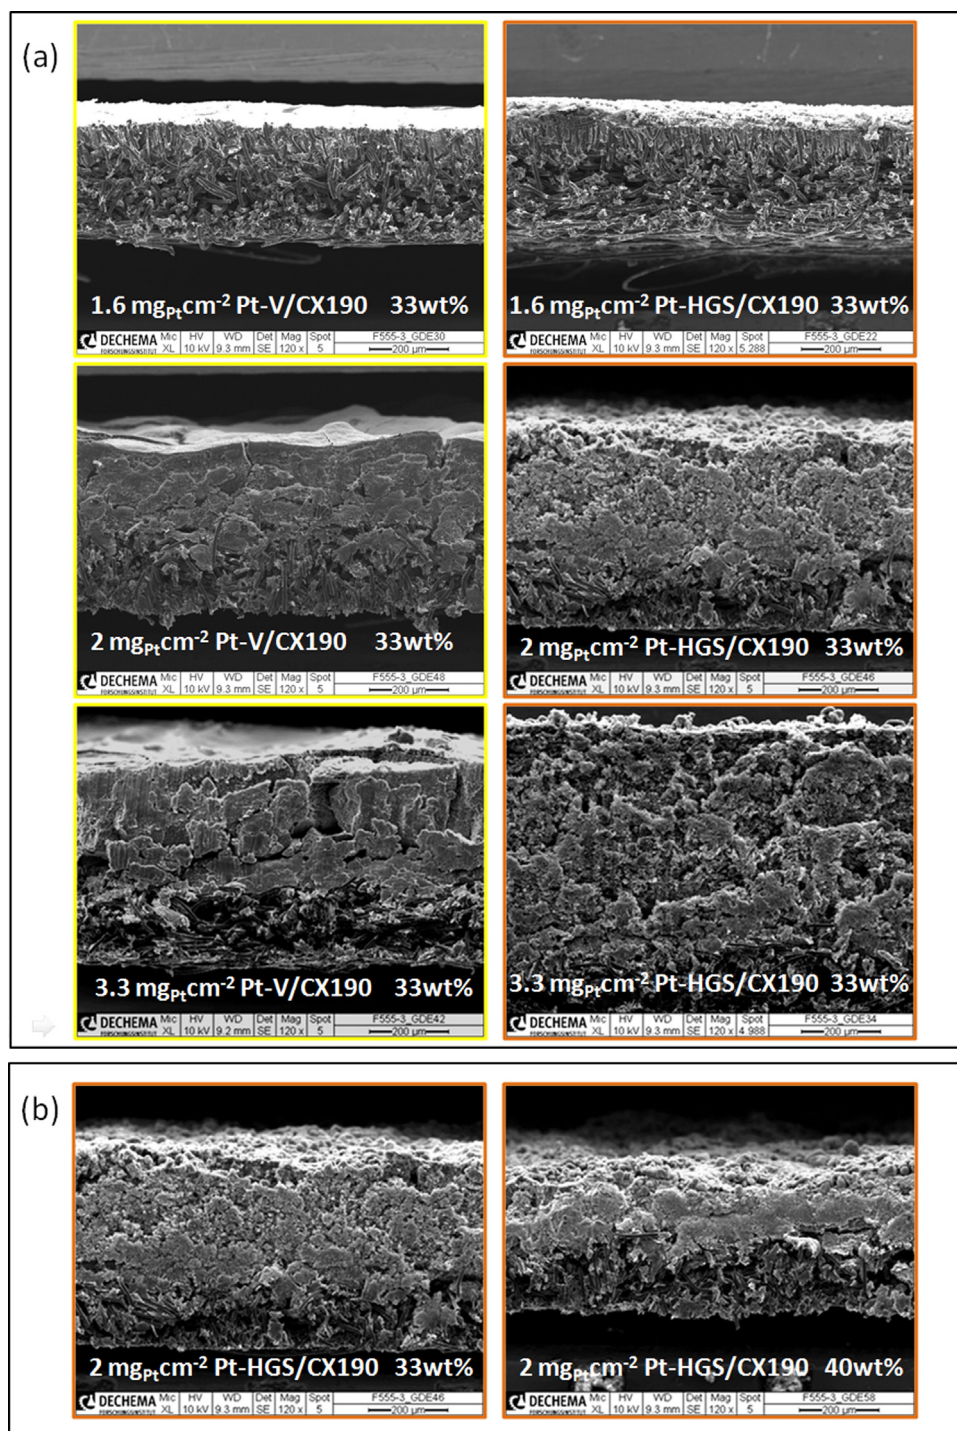 (a)
1.6 mgPtcm-2 Pt-V/CX190 33wt%
DECHEMA
FORSCHUNGSINSTITUT
Mic HV WD Det Mag Spot F555-3_GDE30
XL 10 kV 9.3 mm SE 120 x 5 200 µm
1.6 mgPtcm-2 Pt-HGS/CX190 33wt%
DECHEMA
FORSCHUNGSINSTITUT
Mic HV WD Det Mag Spot F555-3_GDE22
XL 10 kV 9.3 mm SE 120 x 5.288 200 µm
2 mgPtcm-2 Pt-V/CX190 33wt%
DECHEMA
FORSCHUNGSINSTITUT
Mic HV WD Det Mag Spot F555-3_GDE48
XL 10 kV 9.3 mm SE 120 x 5 200 µm
2 mgPtcm-2 Pt-HGS/CX190 33wt%
DECHEMA
FORSCHUNGSINSTITUT
Mic HV WD Det Mag Spot F555-3_GDE46
XL 10 kV 9.3 mm SE 120 x 5 200 µm
3.3 mgPtcm-2 Pt-V/CX190 33wt%
DECHEMA
FORSCHUNGSINSTITUT
Mic HV WD Det Mag Spot F555-3_GDE42
XL 10 kV 9.2 mm SE 120 x 5 200 µm
3.3 mgPtcm-2 Pt-HGS/CX190 33wt%
DECHEMA
FORSCHUNGSINSTITUT
Mic HV WD Det Mag Spot F555-3_GDE34
XL 10 kV 9.3 mm SE 120 x 4.988 200 µm
(b)
2 mgPtcm-2 Pt-HGS/CX190 33wt%
DECHEMA
FORSCHUNGSINSTITUT
Mic HV WD Det Mag Spot F555-3_GDE46
XL 10 kV 9.3 mm SE 120 x 5 200 µm
2 mgPtcm-2 Pt-HGS/CX190 40wt%
DECHEMA
FORSCHUNGSINSTITUT
Mic HV WD Det Mag Spot F555-3_GDE58
XL 10 kV 9.3 mm SE 120 x 5 200 µm